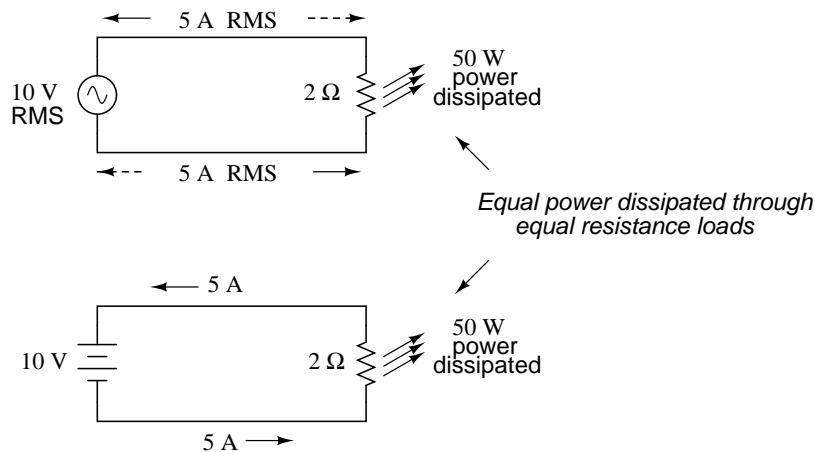 5 A RMS
10 V
RMS
2 Ω
50 W
power
dissipated
5 A RMS
Equal power dissipated through
equal resistance loads
5 A
10 V
2 Ω
50 W
power
dissipated
5 A